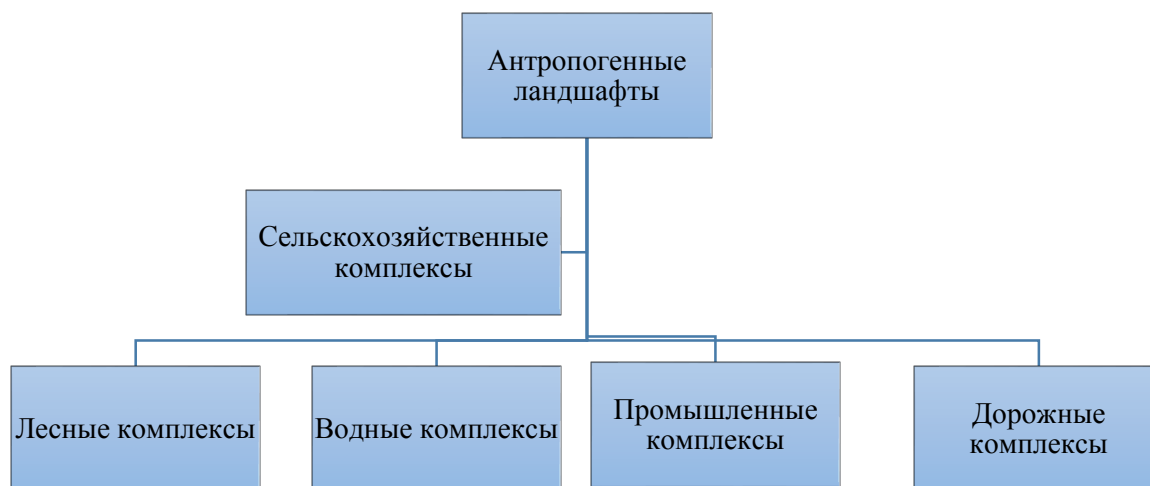 Антропогенные
ландшафты
Сельскохозяйственные
комплексы
Лесные комплексы
Водные комплексы
Промышленные
комплексы
Дорожные
комплексы